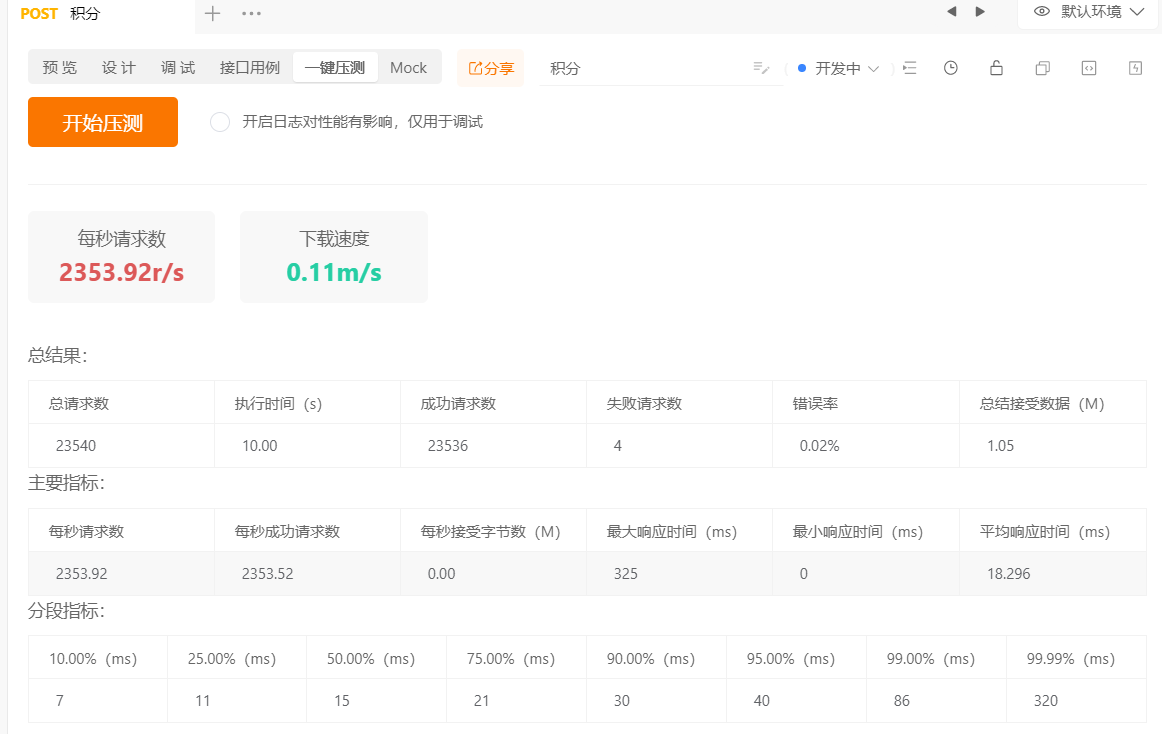 POST 积分
默认环境
预 览 设 计 调 试 接口用例 一键压测 Mock 分享 积分 开发中
开始压测 开启日志对性能有影响，仅用于调试
每秒请求数 下载速度
2353.92r/s 0.11m/s
总结果：
总请求数 执行时间（s） 成功请求数 失败请求数 错误率 总结接受数据（M）
23540 10.00 23536 4 0.02% 1.05
主要指标：
每秒请求数 每秒成功请求数 每秒接受字节数（M） 最大响应时间（ms） 最小响应时间（ms） 平均响应时间（ms）
2353.92 2353.52 0.00 325 0 18.296
分段指标：
10.00%（ms） 25.00%（ms） 50.00%（ms） 75.00%（ms） 90.00%（ms） 95.00%（ms） 99.00%（ms） 99.99%（ms）
7 11 15 21 30 40 86 320